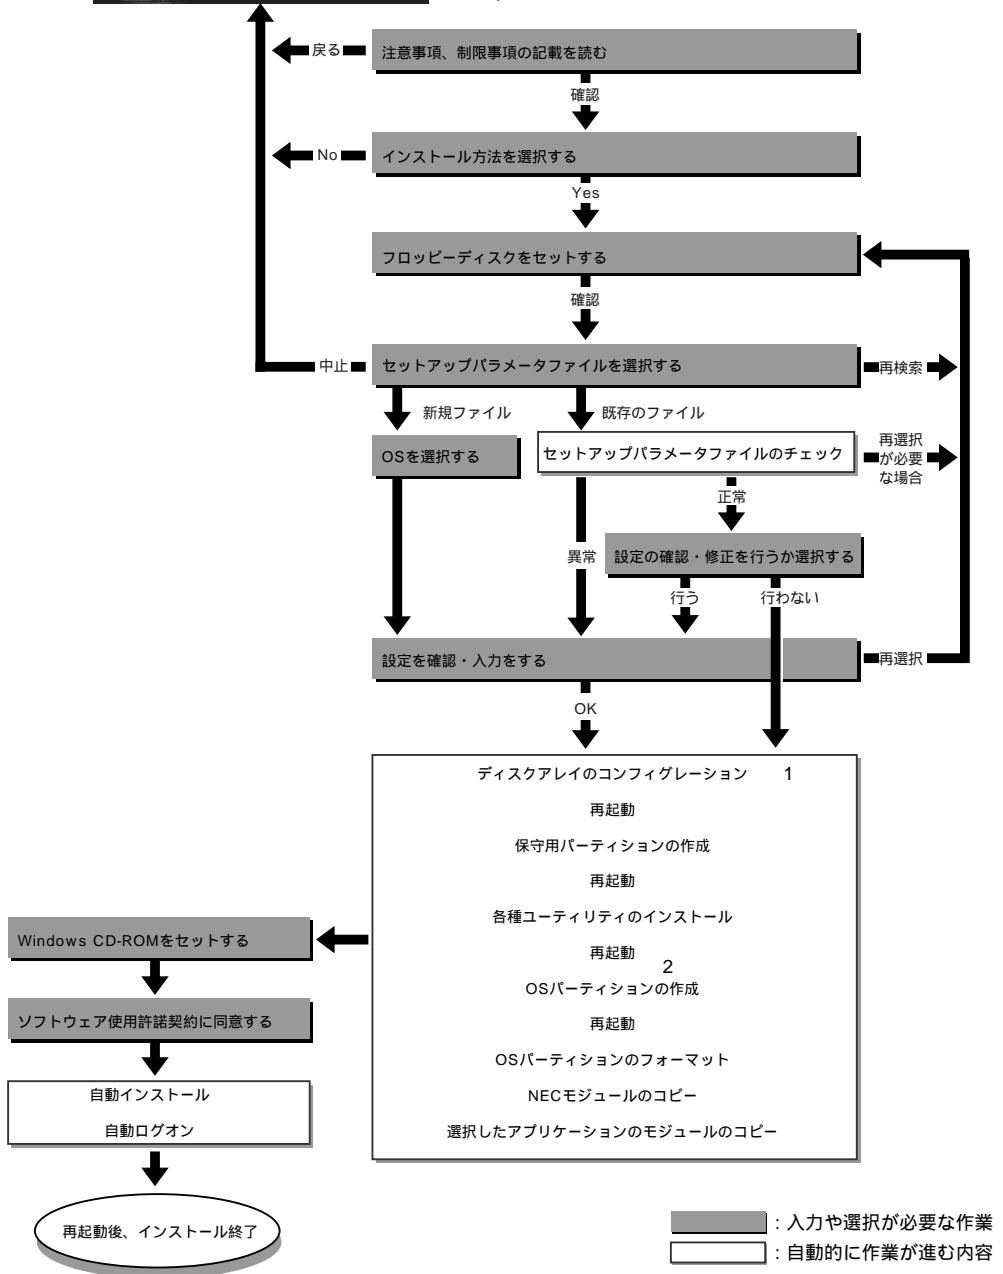 戻る
注意事項、制限事項の記載を読む
確認
No
インストール方法を選択する
Yes
フロッピーディスクをセットする
確認
中止
セットアップパラメータファイルを選択する
再検索
新規ファイル
既存のファイル
OSを選択する
セットアップパラメータファイルのチェック
再選択
が必要
な場合
正常
異常
設定の確認・修正を行うか選択する
行う
行わない
設定を確認・入力をする
再選択
OK
ディスクアレイのコンフィグレーション 1
再起動
保守用パーティションの作成
再起動
各種ユーティリティのインストール
再起動
2
OSパーティションの作成
再起動
OSパーティションのフォーマット
NECモジュールのコピー
選択したアプリケーションのモジュールのコピー
Windows CD-ROMをセットする
ソフトウェア使用許諾契約に同意する
自動インストール
自動ログオン
再起動後、インストール終了
：入力や選択が必要な作業
：自動的に作業が進む内容